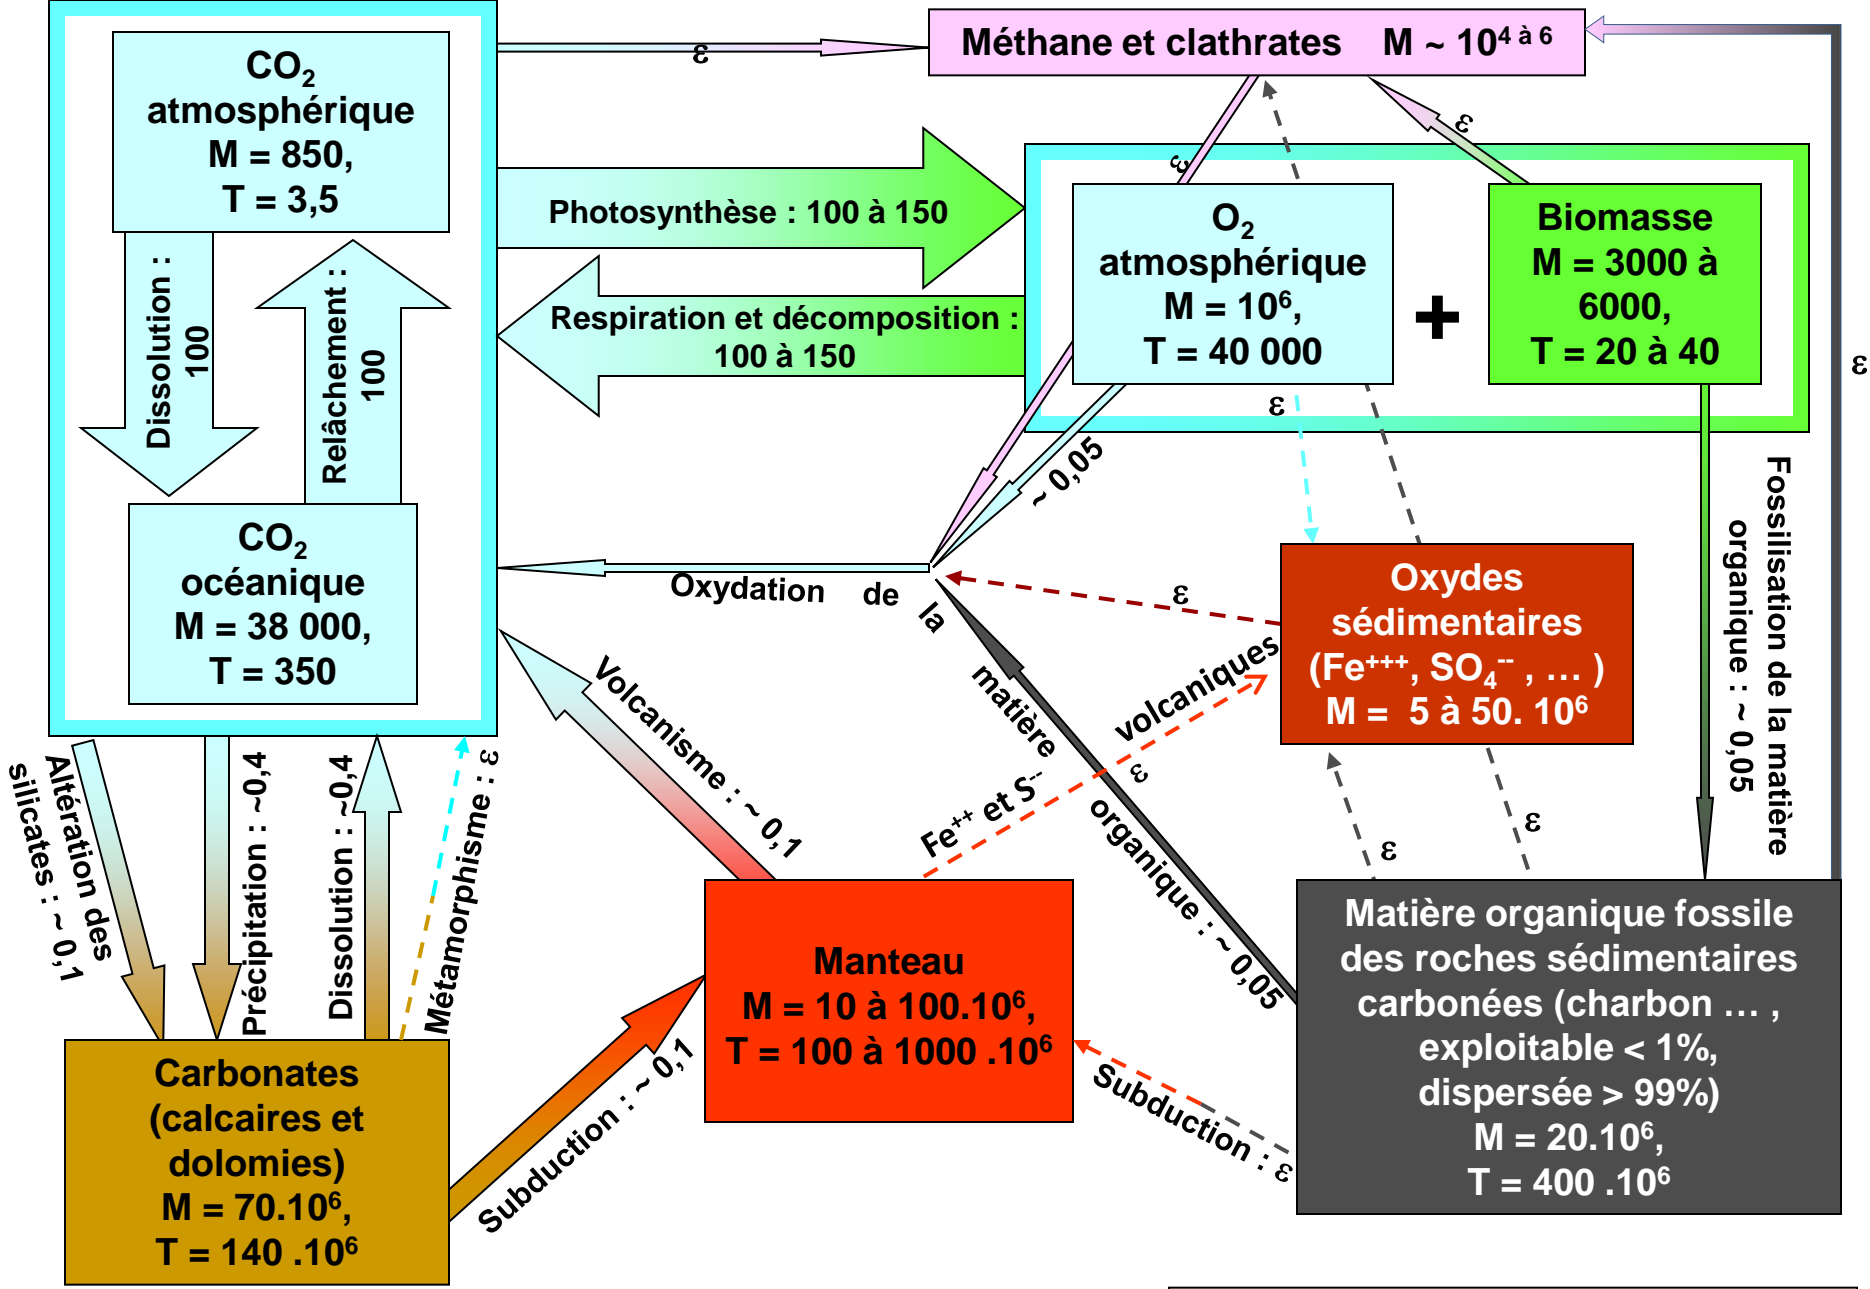 CO2
atmosphérique
M = 850,
T = 3,5
Dissolution :
100
Relâchement :
100
CO2
océanique
M = 38 000,
T = 350
ε
Méthane et clathrates M ~ 10⁴ à ⁶
ε
ε
Photosynthèse : 100 à 150
Respiration et décomposition :
100 à 150
O2
atmosphérique
M = 10⁶,
T = 40 000
+
Biomasse
M = 3000 à
6000,
T = 20 à 40
ε
ε
~ 0,05
Fossilisation de la matière
organique : ~ 0,05
Oxydation de la matière organique : ~ 0,05
ε
Oxydes
sédimentaires
(Fe+++, SO4-- , … )
M = 5 à 50. 10⁶
Volcanisme : ~ 0,1
Fe++ et S-- volcaniques
ε
ε
ε
Altération des
silicates : ~ 0,1
Précipitation : ~0,4
Dissolution : ~0,4
Métamorphisme : ε
Carbonates
(calcaires et
dolomies)
M = 70.10⁶,
T = 140 .10⁶
Subduction : ~ 0,1
Manteau
M = 10 à 100.10⁶,
T = 100 à 1000 .10⁶
Subduction : ε
Matière organique fossile
des roches sédimentaires
carbonées (charbon … ,
exploitable < 1%,
dispersée > 99%)
M = 20.10⁶,
T = 400 .10⁶